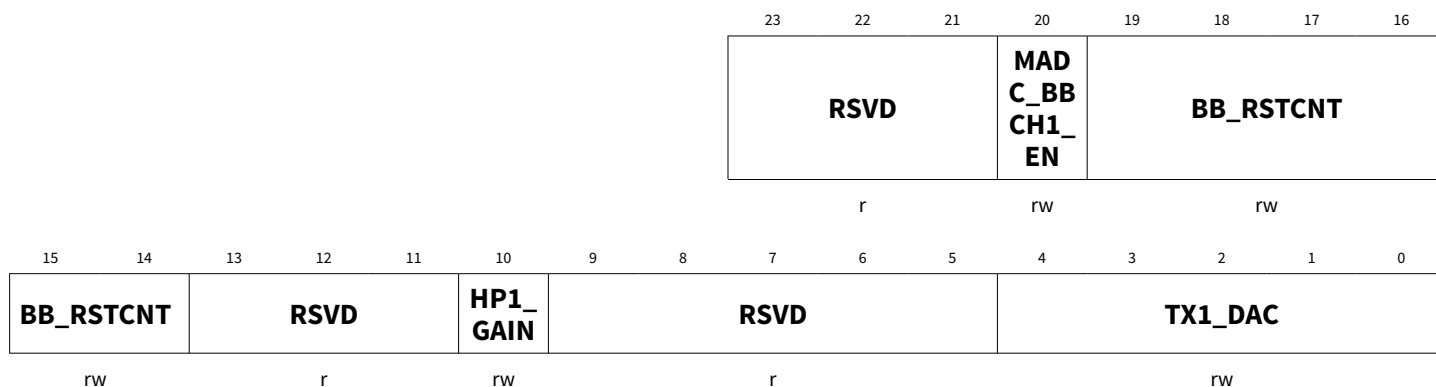 23 22 21 20 19 18 17 16
RSVD MAD BB_RSTCNT
C_BB
CH1_
EN
r rw rw
15 14 13 12 11 10 9 8 7 6 5 4 3 2 1 0
BB_RSTCNT RSVD HP1_ RSVD TX1_DAC
GAIN
rw r rw r rw